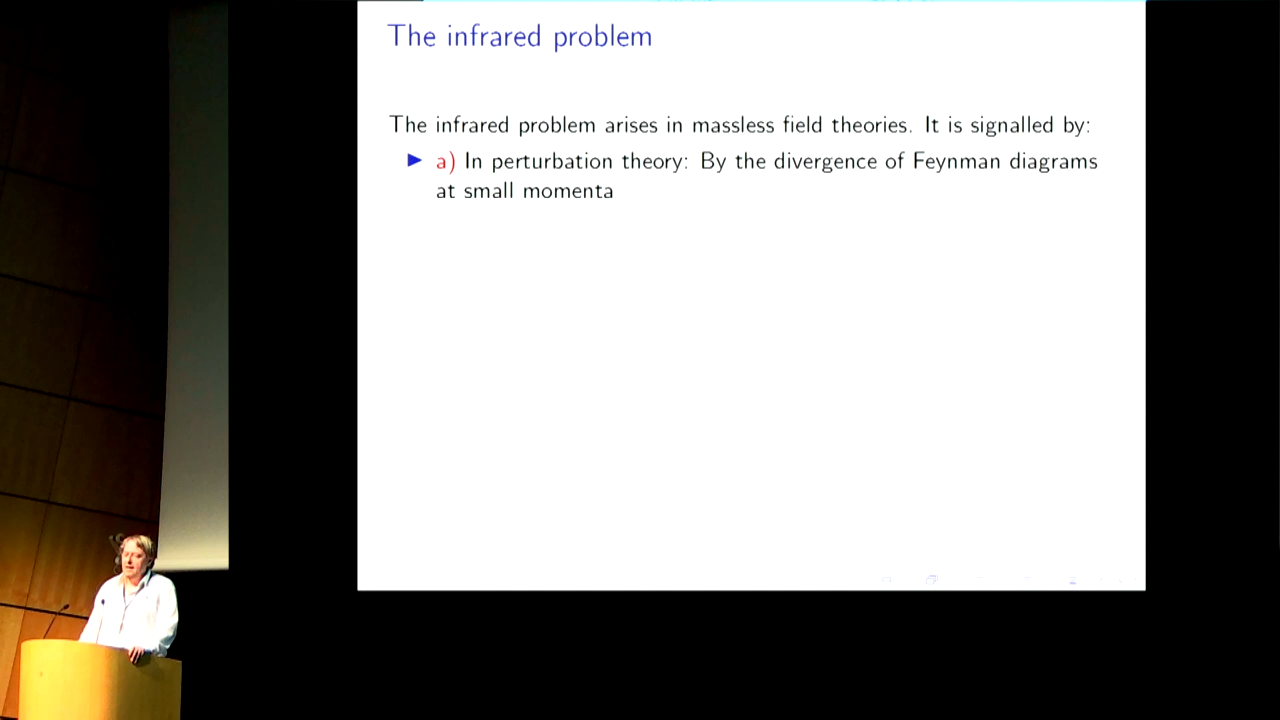 The infrared problem
The infrared problem arises in massless field theories. It is signalled by:
a) In perturbation theory: By the divergence of Feynman diagrams
at small momenta